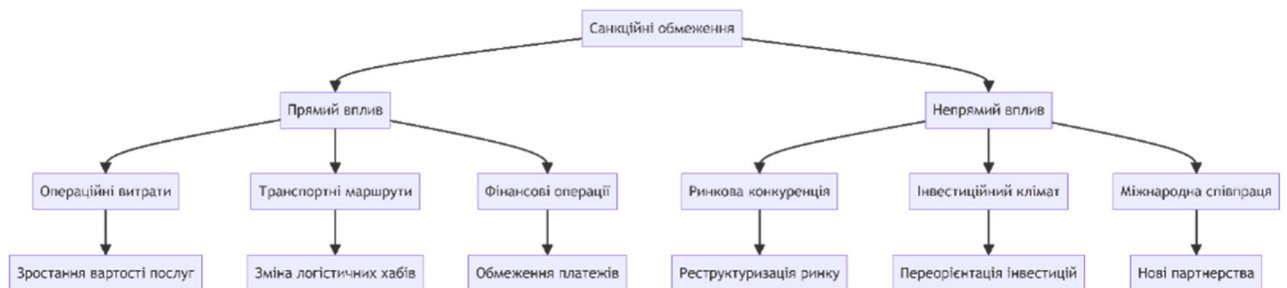 Санкційні обмеження
Прямий вплив
Непрямий вплив
Операційні витрати
Транспортні маршрути
Фінансові операції
Ринкова конкуренція
Інвестиційний клімат
Міжнародна співпраця
Зростання вартості послуг
Зміна логістичних хабів
Обмеження платежів
Реструктуризація ринку
Переорієнтація інвестицій
Нові партнерства